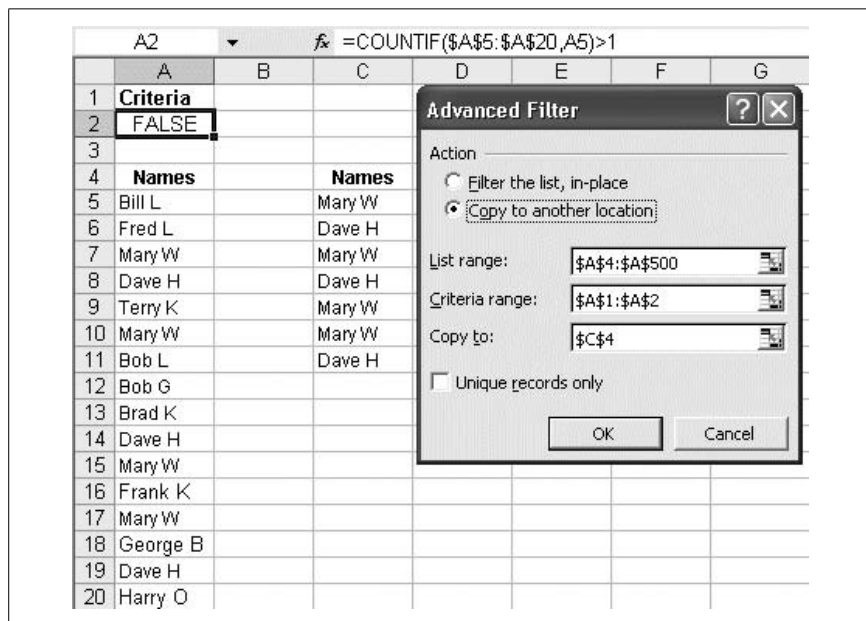 A2 fx =COUNTIF($A$5:$A$20,A5)>1
A B C D E F G
1 Criteria
2 FALSE
3
4 Names Names
5 Bill L Mary W
6 Fred L Dave H
7 Mary W Dave H
8 Dave H Dave H
9 Terry K Mary W
10 Mary W Mary W
11 Bob L Dave H
12 Bob G
13 Brad K
14 Dave H
15 Mary W
16 Frank K
17 Mary W
18 George B
19 Dave H
20 Harry O
Advanced Filter
Action
Filter the list, in-place
Copy to another location
List range: $A$4:$A$500
Criteria range: $A$1:$A$2
Copy to: $C$4
Unique records only
OK Cancel